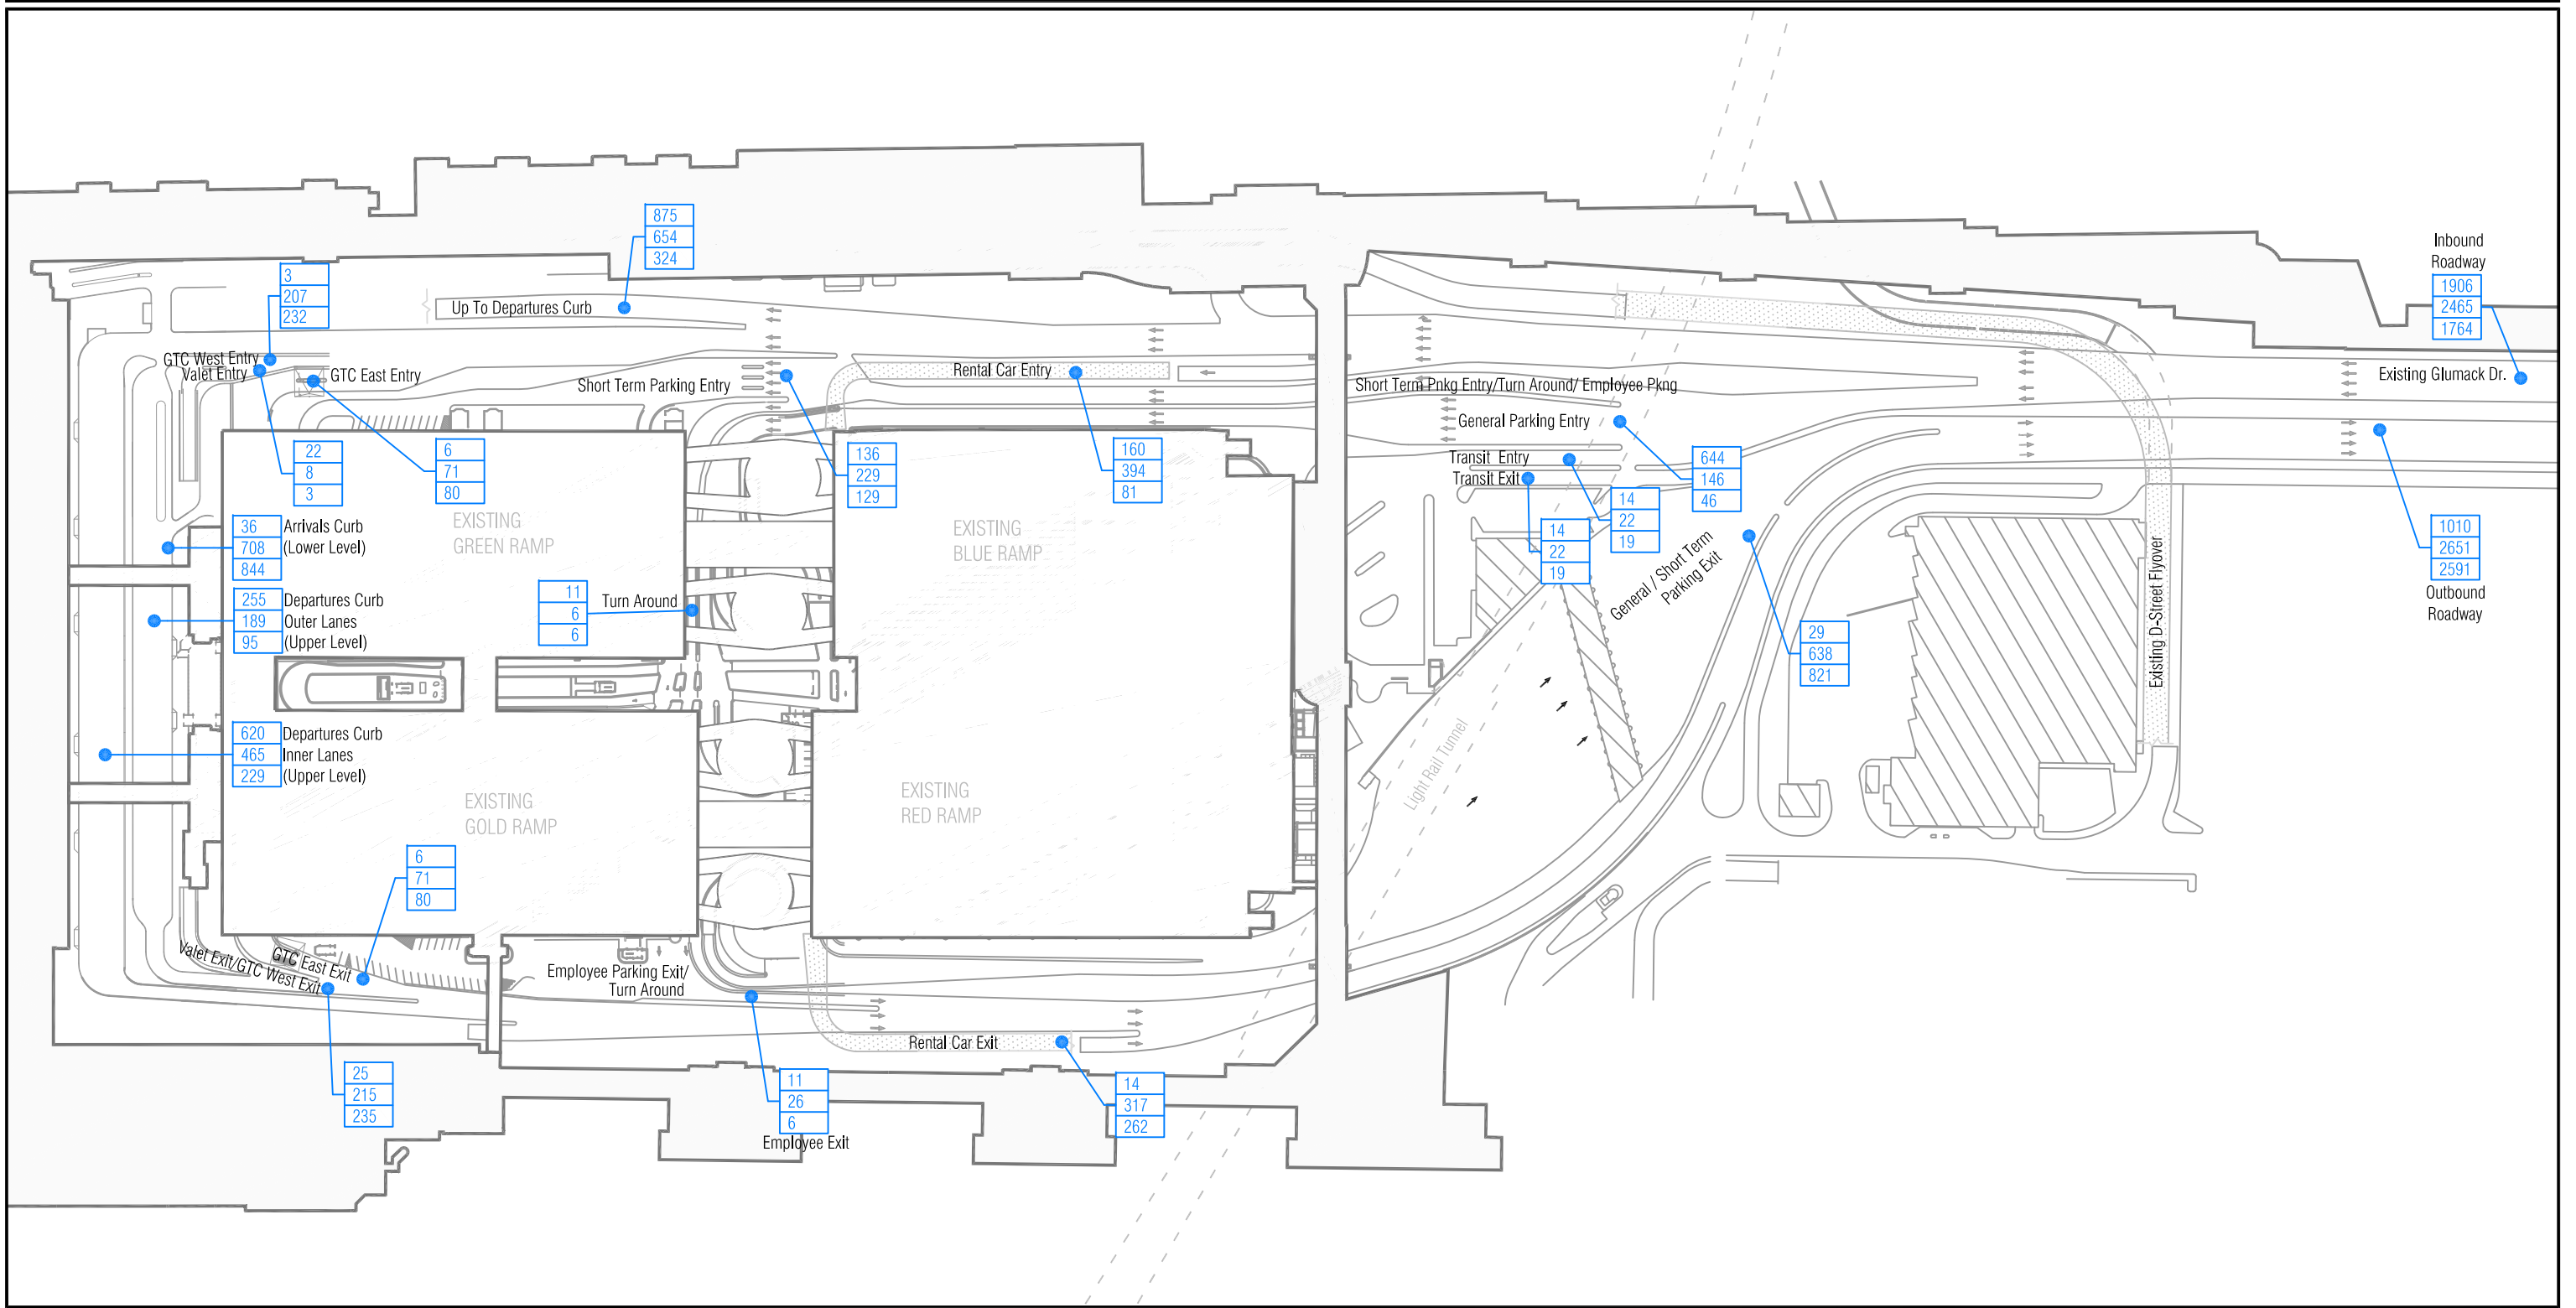 875
654
324
Inbound
Roadway
1906
2465
1764
3
207
232
Up To Departures Curb
GTC West Entry
Valet Entry
GTC East Entry
Short Term Parking Entry
Rental Car Entry
Short Term Pnkg Entry/Turn Around/ Employee Pkng
Existing Glumack Dr.
General Parking Entry
Transit Entry
Transit Exit
22
8
3
6
71
80
136
229
129
160
394
81
644
146
46
14
22
19
14
22
19
1010
2651
2591
Outbound
Roadway
EXISTING
GREEN RAMP
EXISTING
BLUE RAMP
36
708
844
Arrivals Curb
(Lower Level)
255
189
95
Departures Curb
Outer Lanes
(Upper Level)
11
6
6
Turn Around
General / Short Term
Parking Exit
29
638
821
Existing D-Street Flyover
620
465
229
Departures Curb
Inner Lanes
(Upper Level)
Light Rail Tunnel
EXISTING
GOLD RAMP
EXISTING
RED RAMP
6
71
80
Valet Exit/GTC West Exit
GTC East Exit
Employee Parking Exit/
Turn Around
Rental Car Exit
25
215
235
11
26
6
Employee Exit
14
317
262